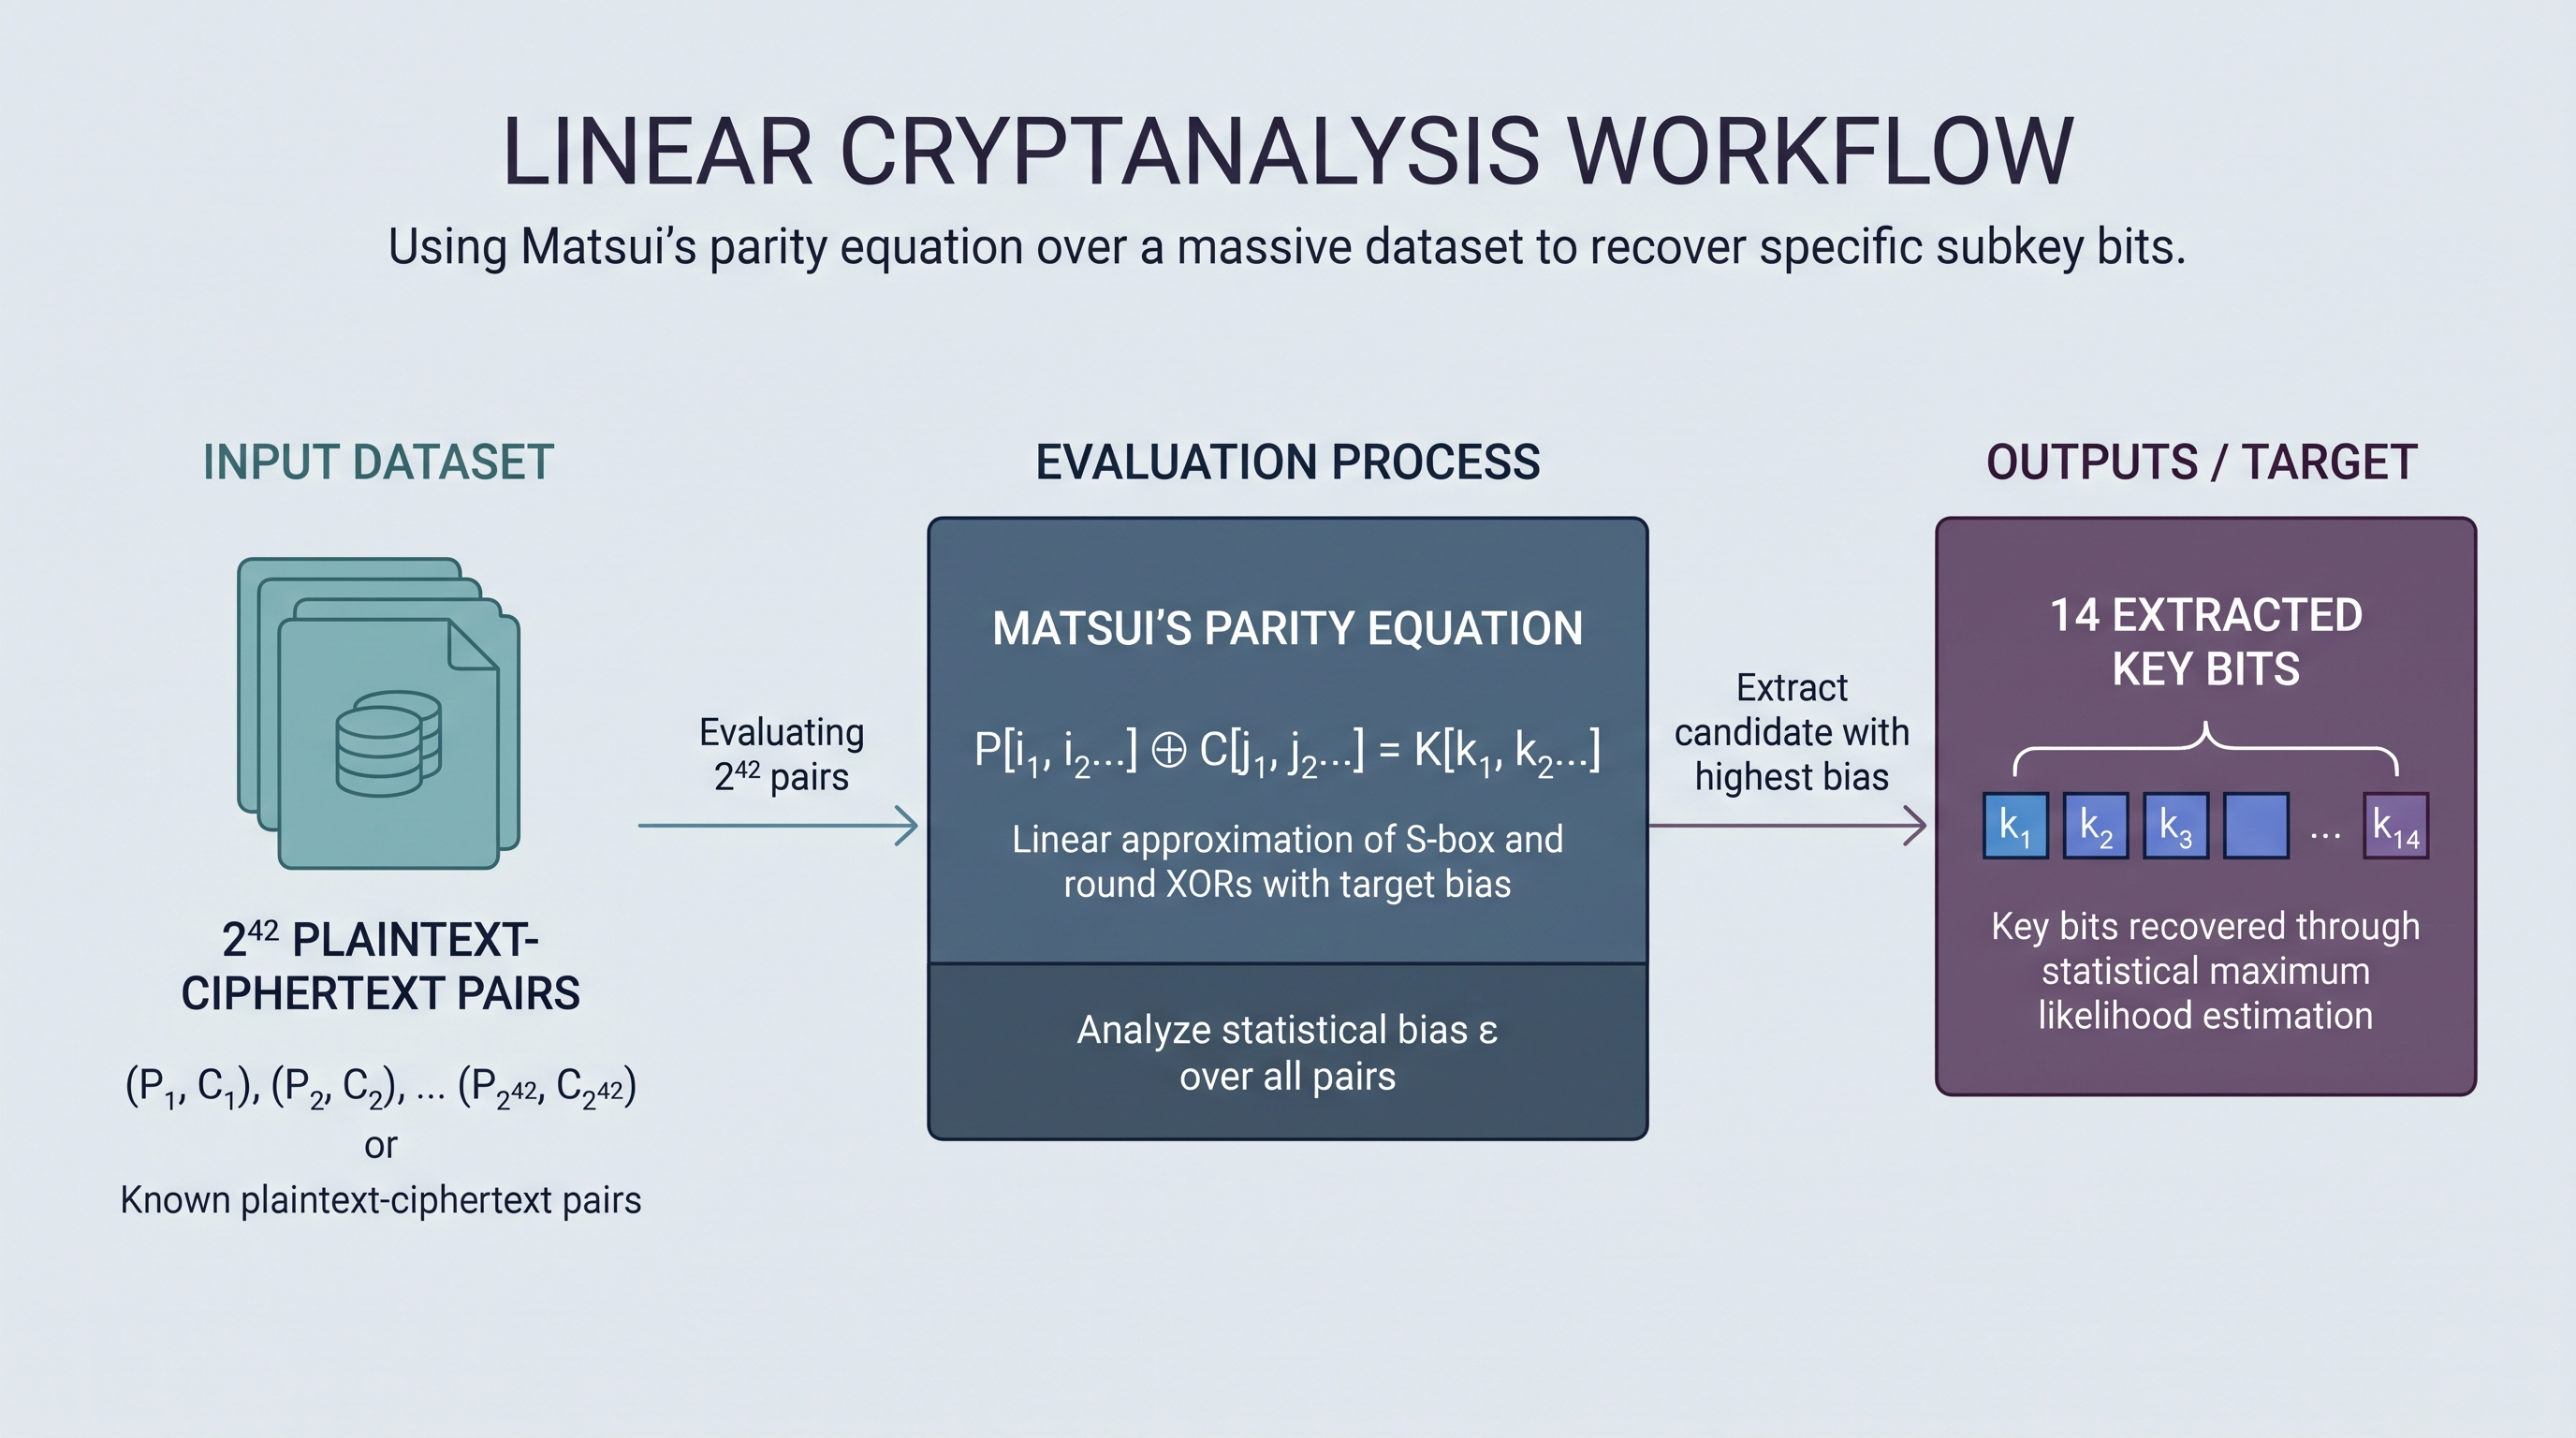 LINEAR CRYPTANALYSIS WORKFLOW
Using Matsui’s parity equation over a massive dataset to recover specific subkey bits.
INPUT DATASET
2⁴² PLAINTEXT-
CIPHERTEXT PAIRS
(P₁, C₁), (P₂, C₂), ... (P₂⁴², C₂⁴²)
or
Known plaintext-ciphertext pairs
Evaluating
2⁴² pairs
EVALUATION PROCESS
MATSUI’S PARITY EQUATION
P[i₁, i₂...] ⊕ C[j₁, j₂...] = K[k₁, k₂...]
Linear approximation of S-box and
round XORs with target bias
Analyze statistical bias ε
over all pairs
Extract
candidate with
highest bias
OUTPUTS / TARGET
14 EXTRACTED
KEY BITS
k₁ k₂ k₃ ... k₁₄
Key bits recovered through
statistical maximum
likelihood estimation